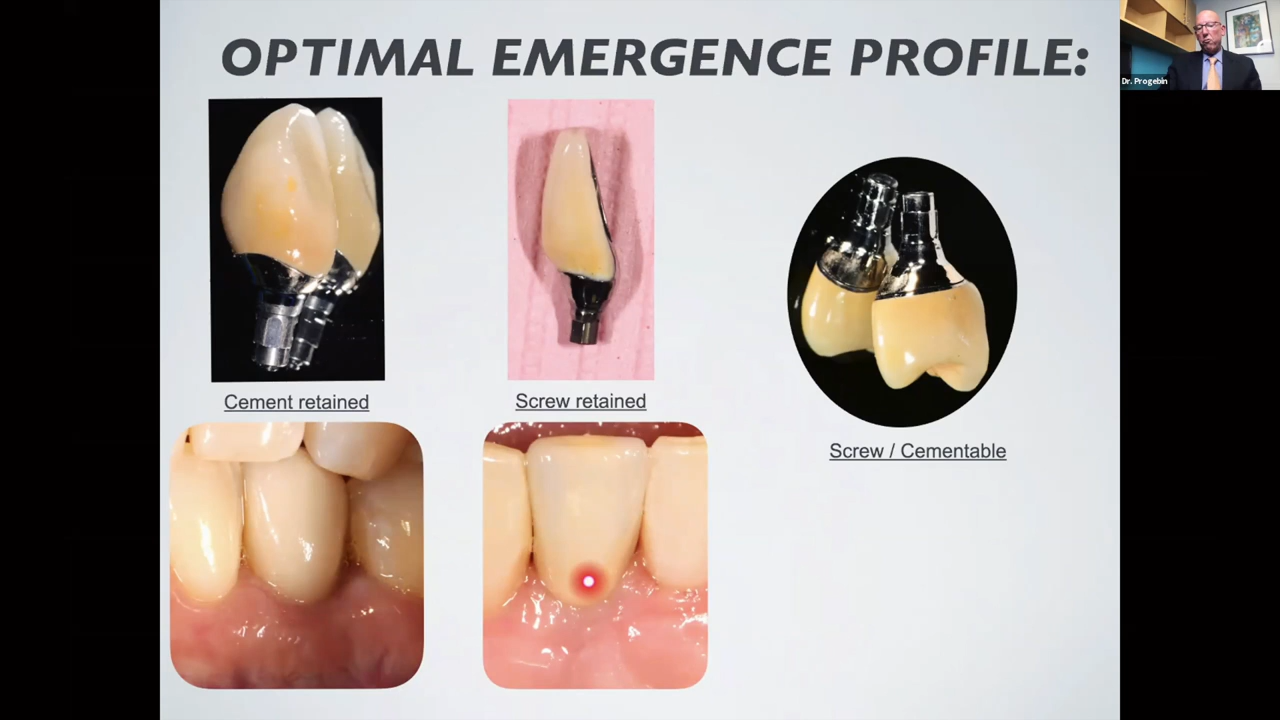 OPTIMAL EMERGENCE PROFILE:
Dr. Progebin
Cement retained
Screw retained
Screw / Cementable